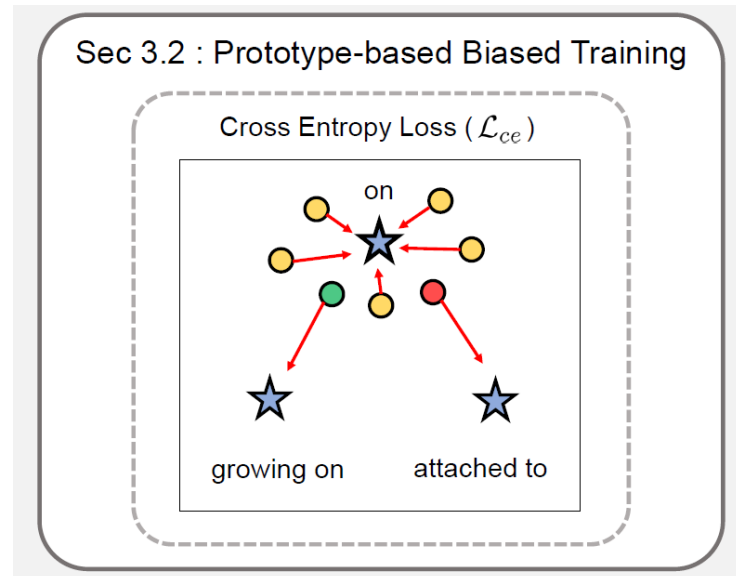 Sec 3.2 : Prototype-based Biased Training
Cross Entropy Loss ( ℒ_ce )
on
growing on
attached to